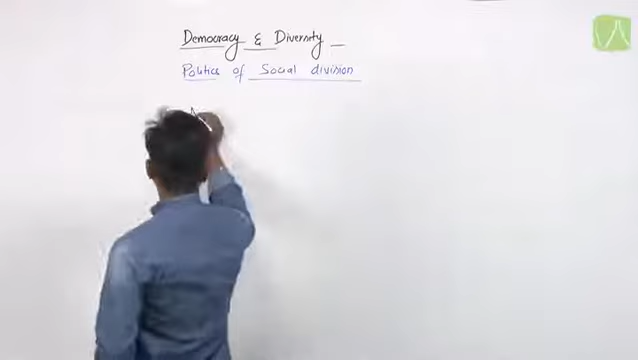 Democracy & Diversity –
Politics of Social division